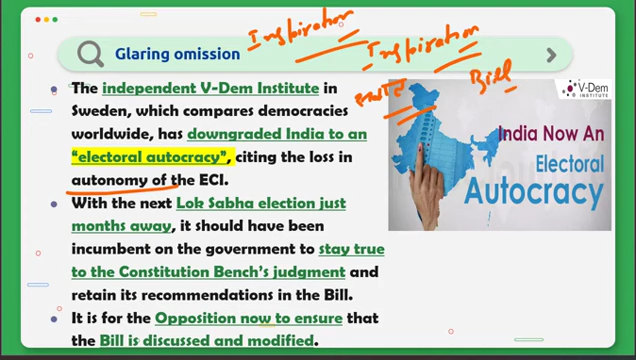 Glaring omission
Inspiration
Inspiration
Bill
The independent V-Dem Institute in
Sweden, which compares democracies
worldwide, has downgraded India to an
“electoral autocracy”, citing the loss in
autonomy of the ECI.
With the next Lok Sabha election just
months away, it should have been
incumbent on the government to stay true
to the Constitution Bench’s judgment and
retain its recommendations in the Bill.
It is for the Opposition now to ensure that
the Bill is discussed and modified.
V-Dem
INSTITUTE
India Now An
Electoral
Autocracy